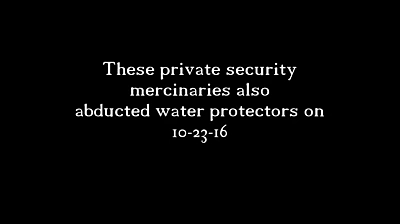 These private security
mercinaries also
abducted water protectors on
10-23-16